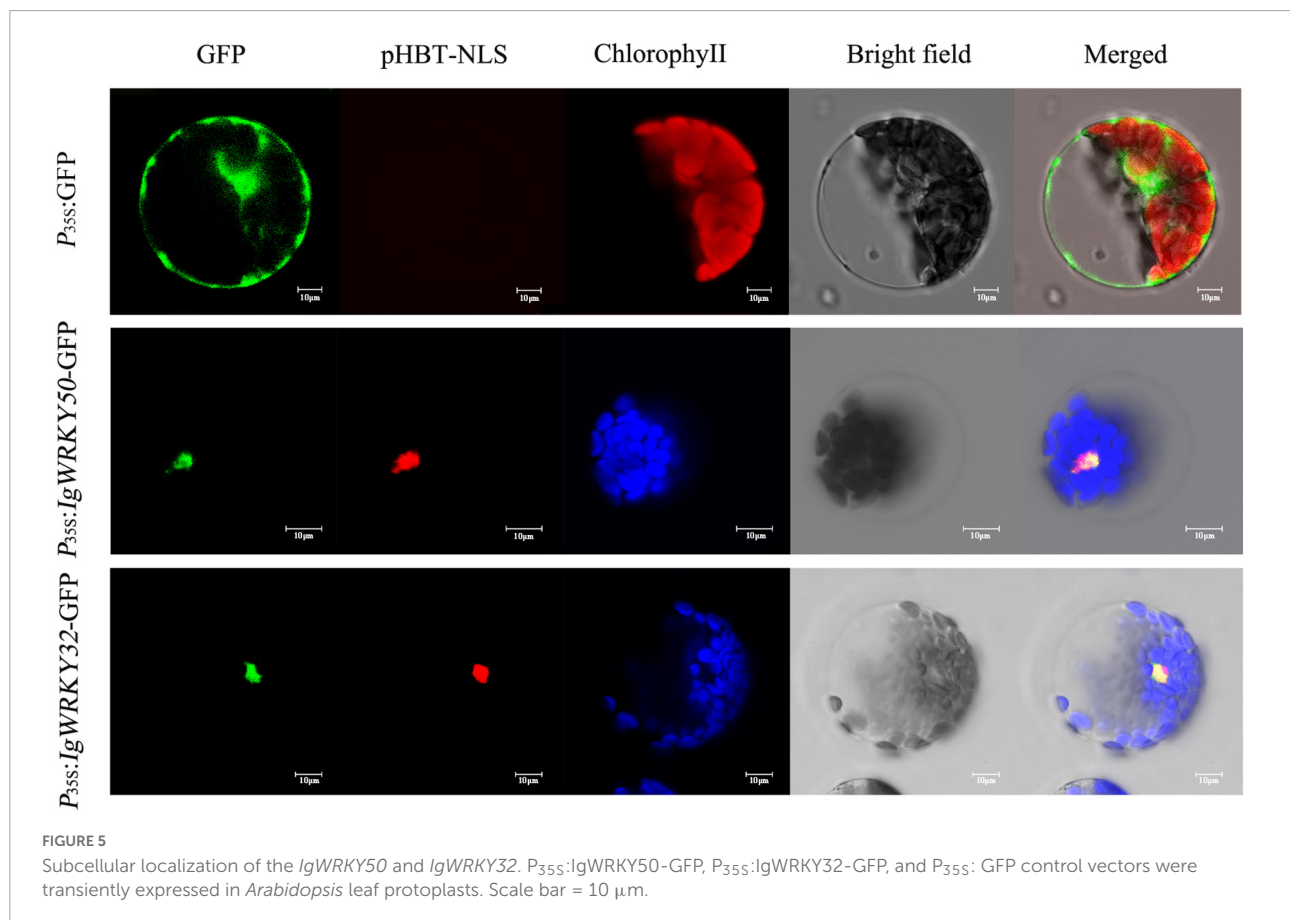 GFP pHBT-NLS ChlorophyII Bright field Merged
P35S:GFP
10μm 10μm 10μm 10μm 10μm
P35S:IgWRKY50-GFP
10μm 10μm 10μm 10μm 10μm
P35S:IgWRKY32-GFP
10μm 10μm 10μm 10μm 10μm
FIGURE 5
Subcellular localization of the IgWRKY50 and IgWRKY32. P35S:IgWRKY50-GFP, P35S:IgWRKY32-GFP, and P35S: GFP control vectors were
transiently expressed in Arabidopsis leaf protoplasts. Scale bar = 10 μm.